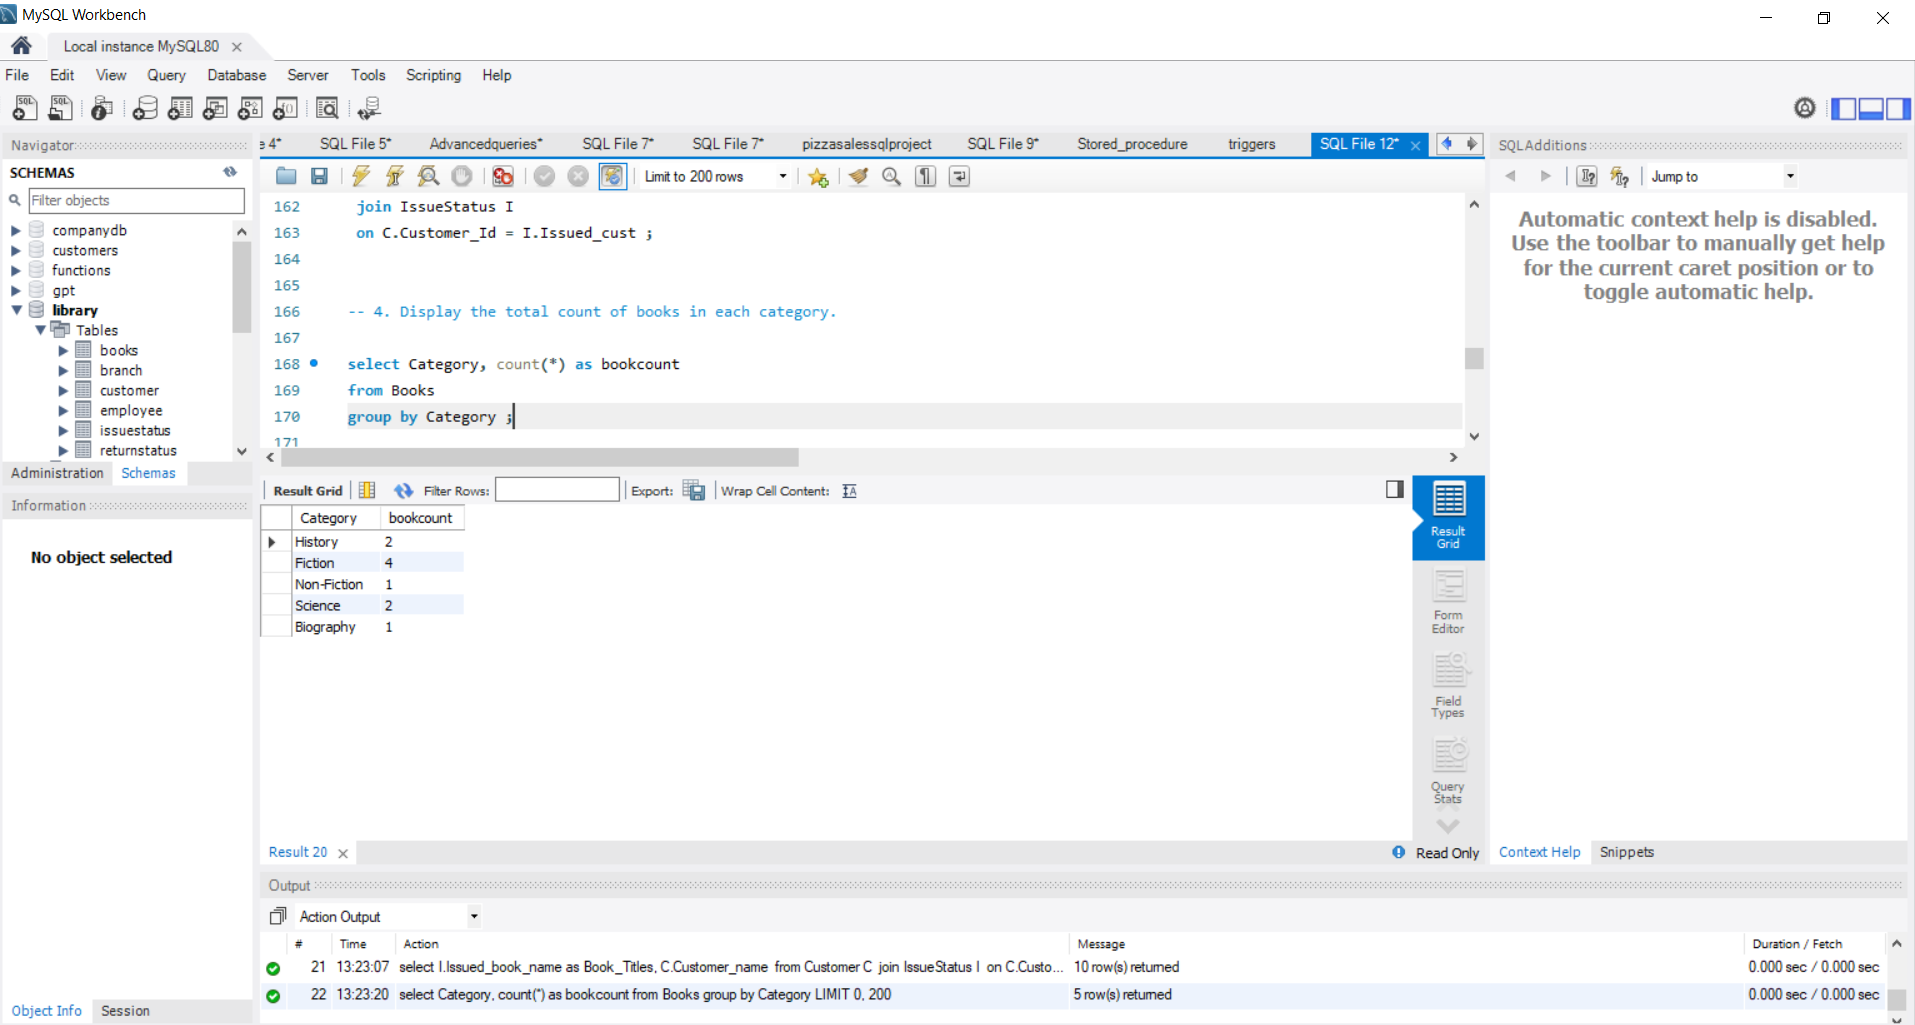 MySQL Workbench
Local instance MySQL80
File Edit View Query Database Server Tools Scripting Help
Navigator
SCHEMAS
Filter objects
companydb
customers
functions
gpt
library
Tables
books
branch
customer
employee
issuestatus
returnstatus
Administration Schemas
Information
No object selected
Object Info Session
e 4* SQL File 5* Advancedqueries* SQL File 7* SQL File 7* pizzasalessqlproject SQL File 9* Stored_procedure triggers SQL File 12*
Limit to 200 rows
162 join IssueStatus I
163 on C.Customer_Id = I.Issued_cust ;
164
165
166 -- 4. Display the total count of books in each category.
167
168 select Category, count(*) as bookcount
169 from Books
170 group by Category ;
171
Result Grid Filter Rows: Export: Wrap Cell Content:
Category bookcount
History 2
Fiction 4
Non-Fiction 1
Science 2
Biography 1
Result
Grid
Form
Editor
Field
Types
Query
Stats
Result 20 Read Only
SQLAdditions
Jump to
Automatic context help is disabled.
Use the toolbar to manually get help
for the current caret position or to
toggle automatic help.
Context Help Snippets
Output
Action Output
# Time Action Message Duration / Fetch
21 13:23:07 select I.Issued_book_name as Book_Titles, C.Customer_name from Customer C join IssueStatus I on C.Custo... 10 row(s) returned 0.000 sec / 0.000 sec
22 13:23:20 select Category, count(*) as bookcount from Books group by Category LIMIT 0, 200 5 row(s) returned 0.000 sec / 0.000 sec